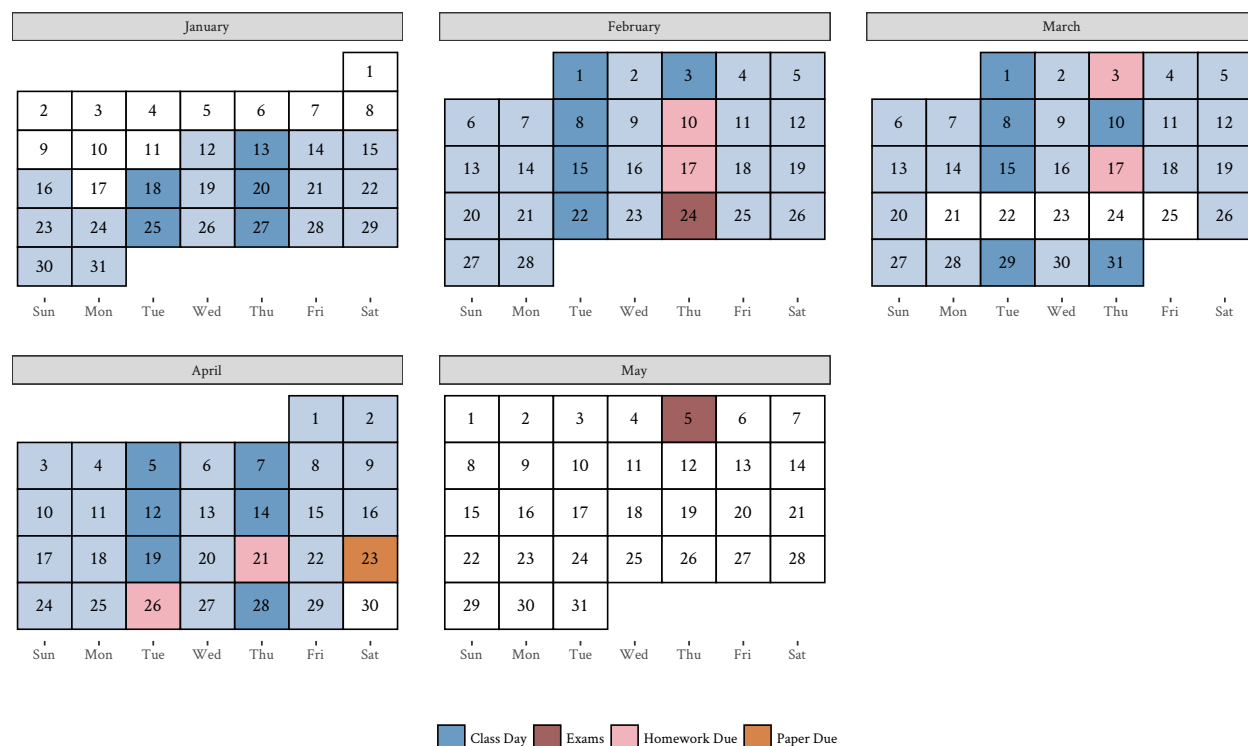 January
1
2 3 4 5 6 7 8
9 10 11 12 13 14 15
16 17 18 19 20 21 22
23 24 25 26 27 28 29
30 31
Sun Mon Tue Wed Thu Fri Sat
February
1 2 3 4 5
6 7 8 9 10 11 12
13 14 15 16 17 18 19
20 21 22 23 24 25 26
27 28
Sun Mon Tue Wed Thu Fri Sat
March
1 2 3 4 5
6 7 8 9 10 11 12
13 14 15 16 17 18 19
20 21 22 23 24 25 26
27 28 29 30 31
Sun Mon Tue Wed Thu Fri Sat
April
1 2
3 4 5 6 7 8 9
10 11 12 13 14 15 16
17 18 19 20 21 22 23
24 25 26 27 28 29 30
Sun Mon Tue Wed Thu Fri Sat
May
1 2 3 4 5 6 7
8 9 10 11 12 13 14
15 16 17 18 19 20 21
22 23 24 25 26 27 28
29 30 31
Sun Mon Tue Wed Thu Fri Sat
Class Day Exams Homework Due Paper Due